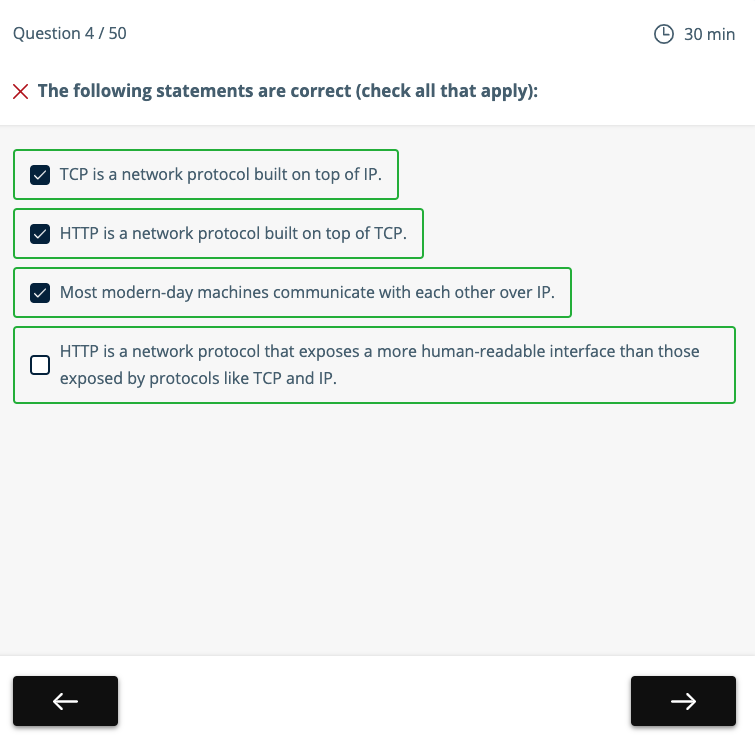 Question 4 / 50
30 min
The following statements are correct (check all that apply):
TCP is a network protocol built on top of IP.
HTTP is a network protocol built on top of TCP.
Most modern-day machines communicate with each other over IP.
HTTP is a network protocol that exposes a more human-readable interface than those
exposed by protocols like TCP and IP.